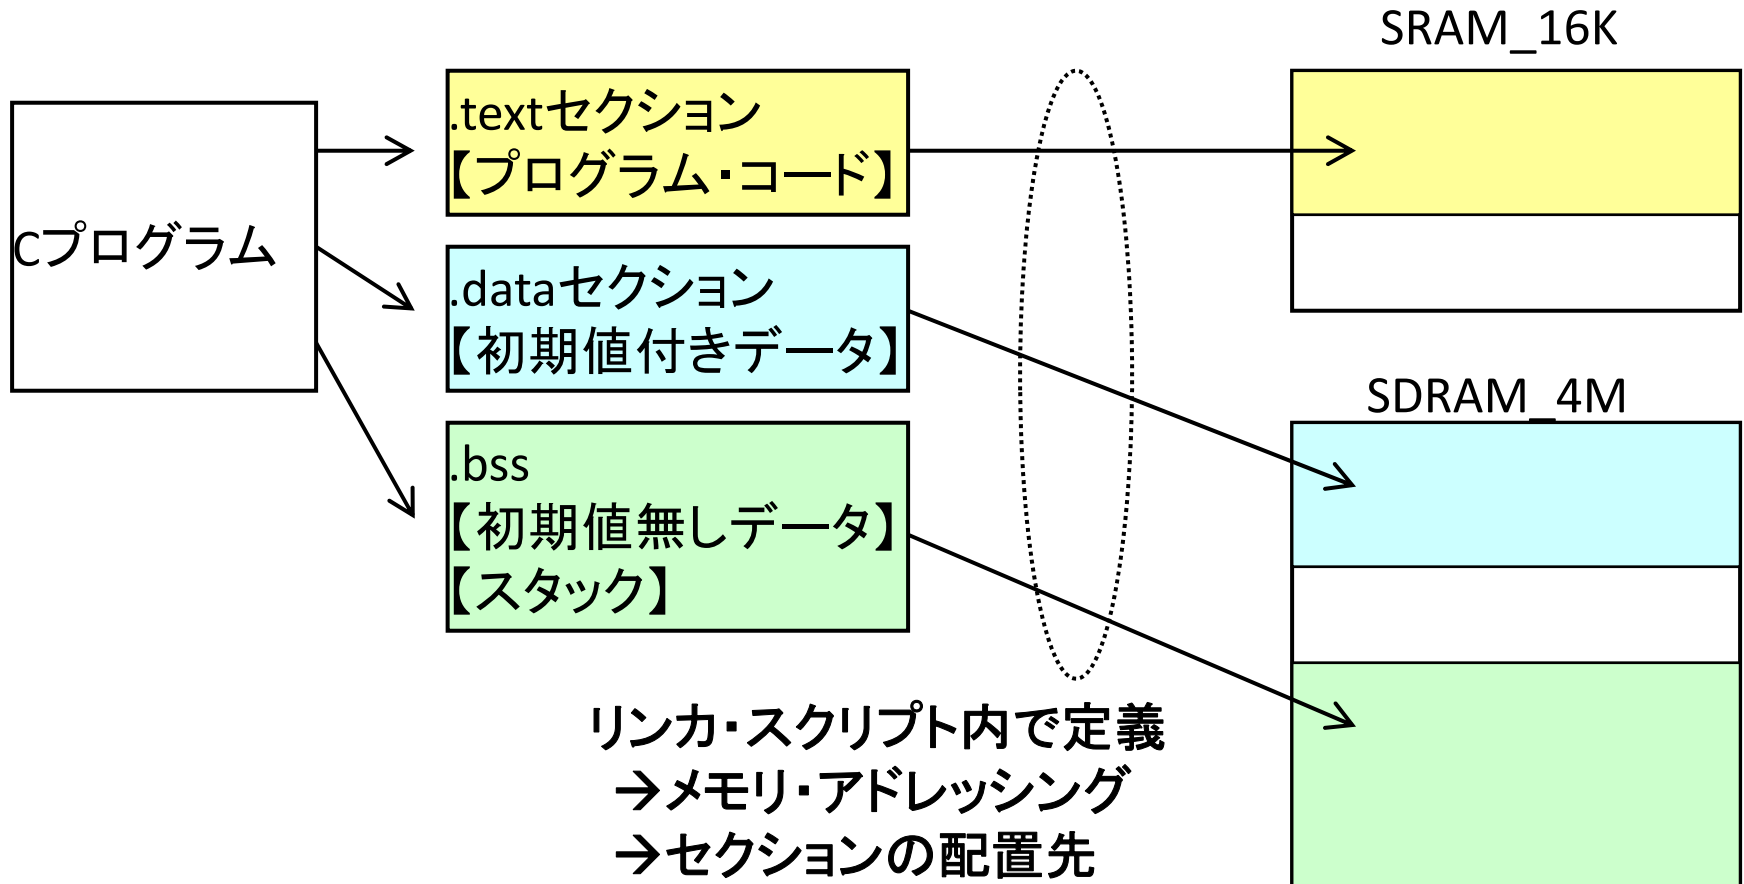 SRAM_16K
Cプログラム
.textセクション
【プログラム・コード】
.dataセクション
【初期値付きデータ】
SDRAM_4M
.bss
【初期値無しデータ】
【スタック】
リンカ・スクリプト内で定義
→メモリ・アドレッシング
→セクションの配置先